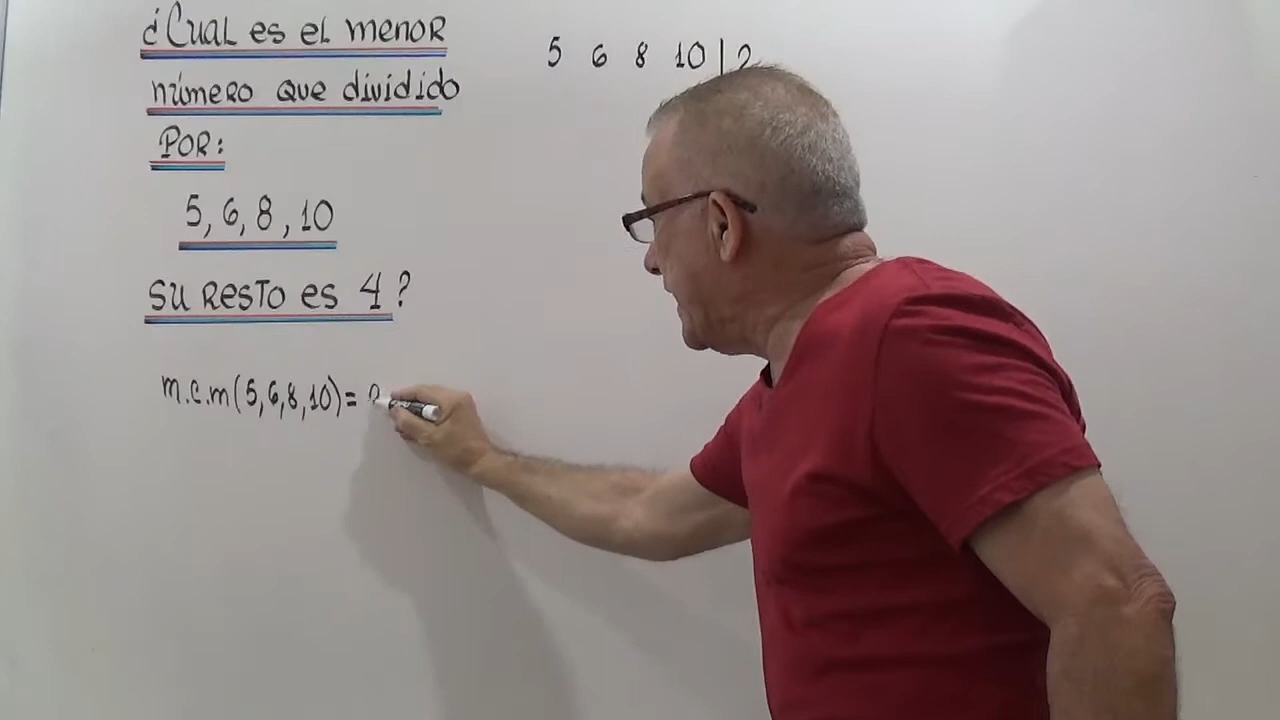 ¿Cual es el menor
número que dividido
Por:
5, 6, 8, 10
su resto es 4?
m.c.m(5,6,8,10)=
5 6 8 10 | 2